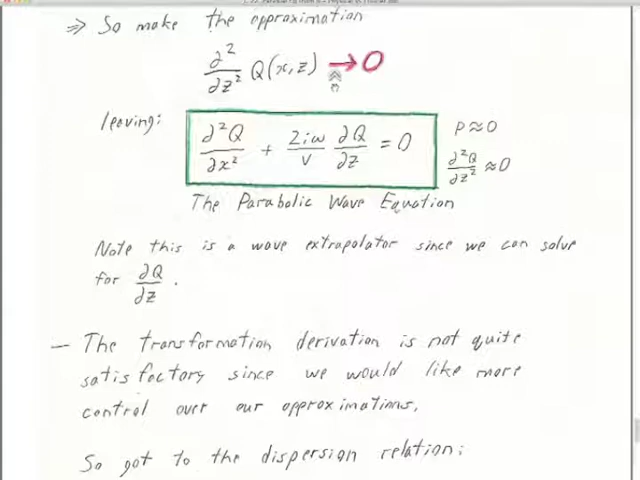 ⇒ So make the approximation
∂²/∂z² Q(x,z) → 0
leaving: ∂²Q/∂x² + 2iω/v ∂Q/∂z = 0
P ≈ 0
∂²Q/∂z² ≈ 0
The Parabolic Wave Equation
Note this is a wave extrapolator since we can solve
for ∂Q/∂z .
— The transformation derivation is not quite
satisfactory since we would like more
control over our approximations.
So got to the dispersion relation: